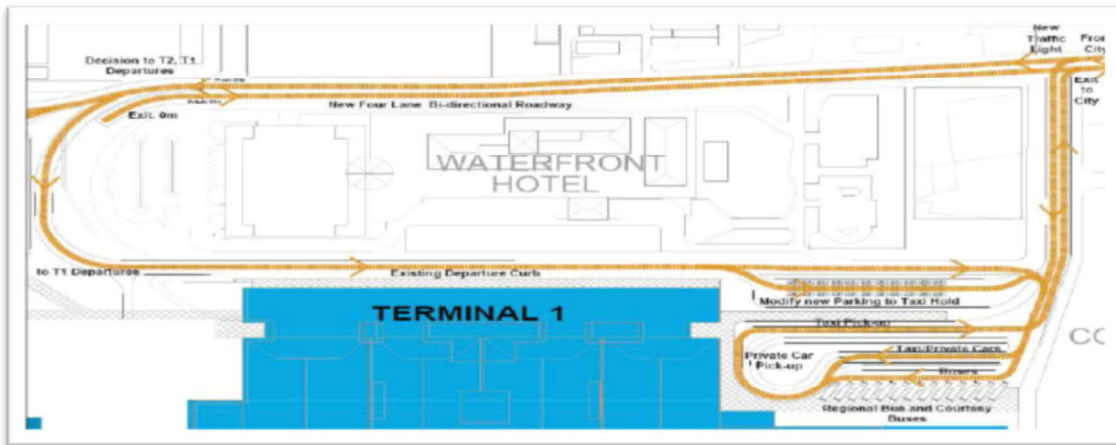 New
Traffic
Light
From
City
Decision to T2, T1
Departures
Exit
to
City
New Four Lane Bi-directional Roadway
Exit. 0m
WATERFRONT
HOTEL
to T1 Departures
Existing Departure Curb
TERMINAL 1
Modify new Parking to Taxi Hold
Taxi Pick-up
Private Car
Pick-up
Taxi/Private Cars
Buses
Regional Bus and Courtesy
Buses